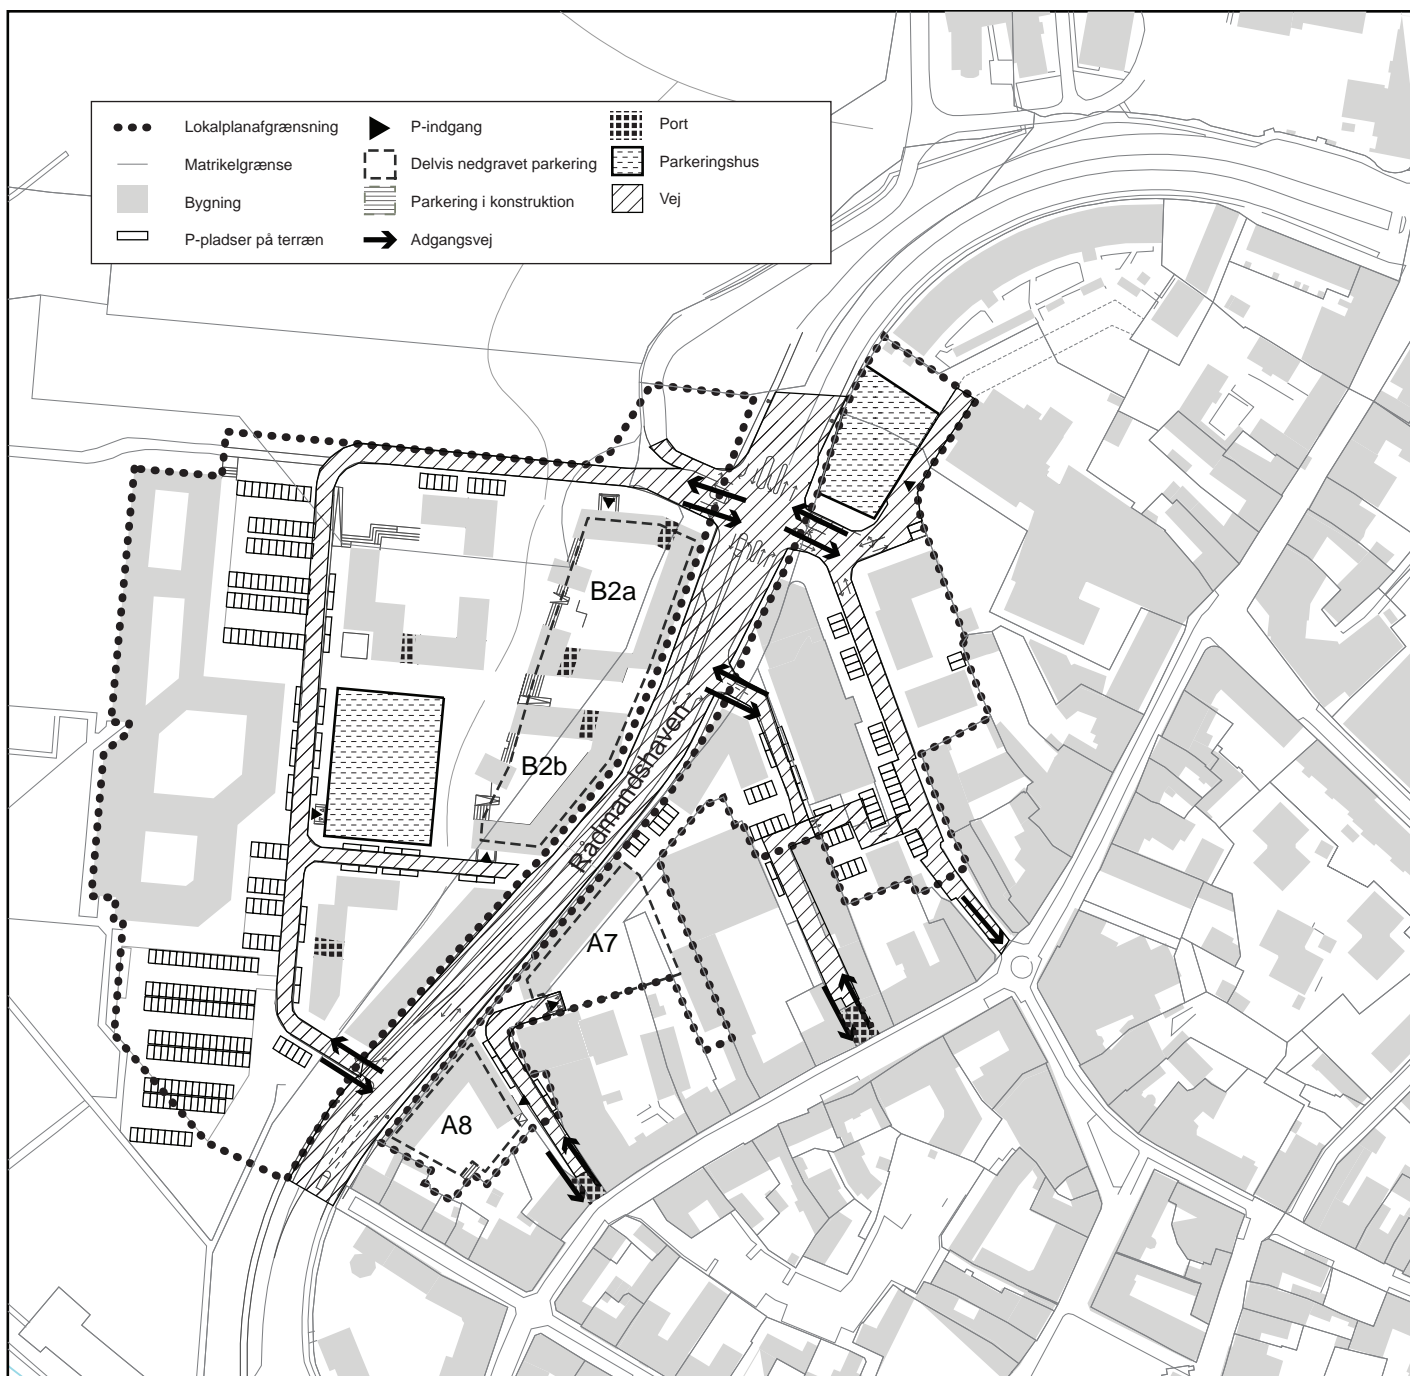 Lokalplanafgrænsning
Matrikelgrænse
Bygning
P-pladser på terræn
P-indgang
Delvis nedgravet parkering
Parkering i konstruktion
Adgangsvej
Port
Parkeringshus
Vej
B2a
B2b
Rådmandshaven
A7
A8